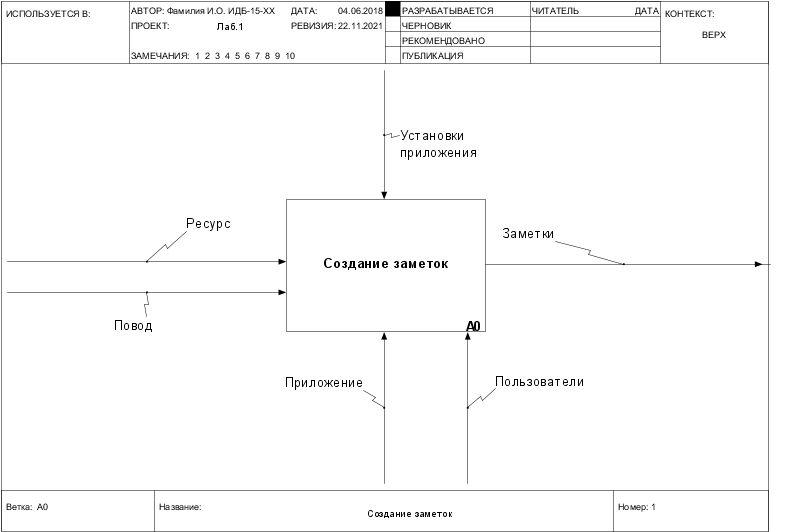 ИСПОЛЬЗУЕТСЯ В:
АВТОР: Фамилия И.О. ИДБ-15-ХХ
ДАТА: 04.06.2018
РАЗРАБАТЫВАЕТСЯ
ЧИТАТЕЛЬ
ДАТА
КОНТЕКСТ:
ПРОЕКТ: Лаб.1
РЕВИЗИЯ: 22.11.2021
ЧЕРНОВИК
РЕКОМЕНДОВАНО
ВЕРХ
ЗАМЕЧАНИЯ: 1 2 3 4 5 6 7 8 9 10
ПУБЛИКАЦИЯ
Установки
приложения
Ресурс
Заметки
Создание заметок
Повод
A0
Приложение
Пользователи
Ветка: A0
Название:
Создание заметок
Номер: 1